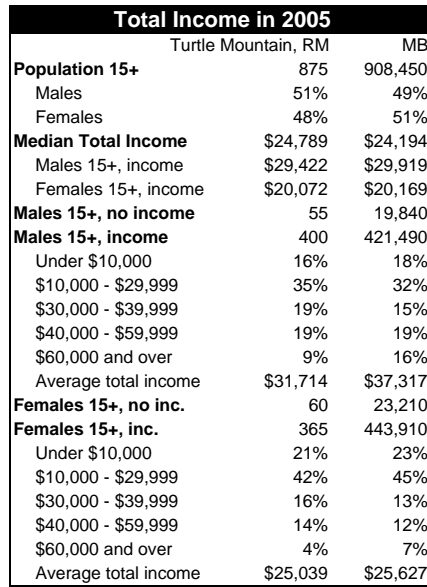 Total Income in 2005
Turtle Mountain, RM MB
Population 15+ 875 908,450
Males 51% 49%
Females 48% 51%
Median Total Income $24,789 $24,194
Males 15+, income $29,422 $29,919
Females 15+, income $20,072 $20,169
Males 15+, no income 55 19,840
Males 15+, income 400 421,490
Under $10,000 16% 18%
$10,000 - $29,999 35% 32%
$30,000 - $39,999 19% 15%
$40,000 - $59,999 19% 19%
$60,000 and over 9% 16%
Average total income $31,714 $37,317
Females 15+, no inc. 60 23,210
Females 15+, inc. 365 443,910
Under $10,000 21% 23%
$10,000 - $29,999 42% 45%
$30,000 - $39,999 16% 13%
$40,000 - $59,999 14% 12%
$60,000 and over 4% 7%
Average total income $25,039 $25,627